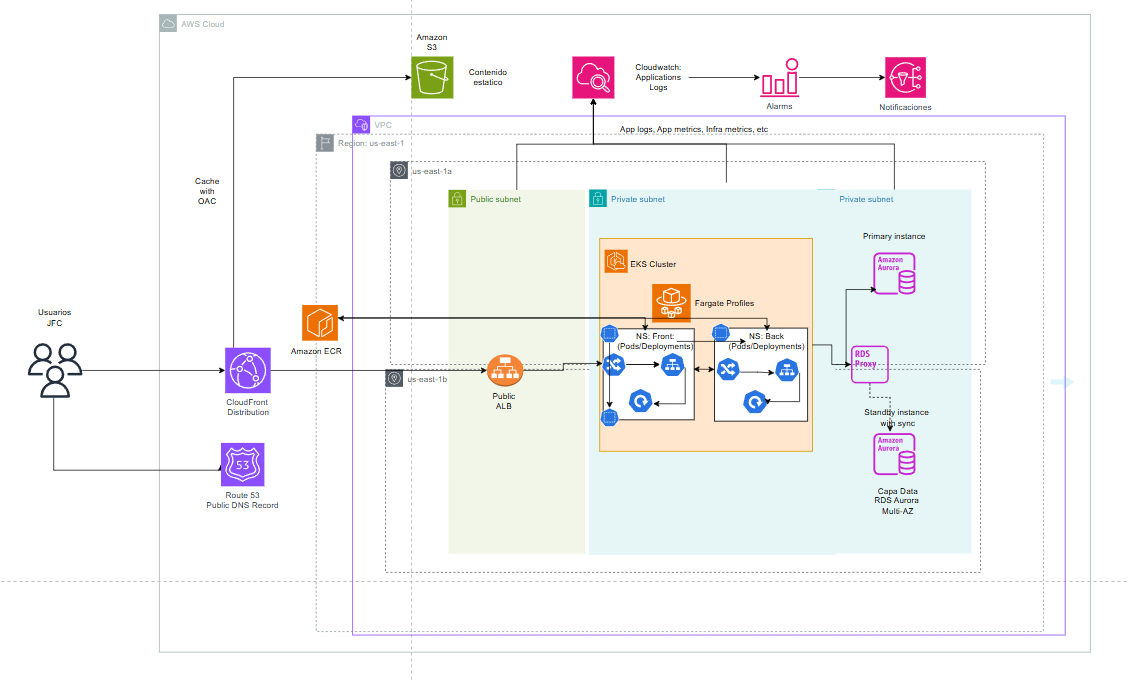 AWS Cloud
Amazon
S3
Contenido
estatico
Cloudwatch:
Applications
Logs
Alarms
Notificaciones
VPC
App logs, App metrics, Infra metrics, etc
Region: us-east-1
us-east-1a
Cache
with
OAC
Public subnet
Private subnet
Private subnet
Primary instance
Amazon
Aurora
EKS Cluster
Fargate Profiles
Usuarios
JFC
Amazon ECR
NS: Front:
(Pods/Deployments)
NS: Back
(Pods/Deployments)
RDS
Proxy
us-east-1b
CloudFront
Distribution
Public
ALB
Standby instance
with sync
Amazon
Aurora
53
Route 53
Public DNS Record
Capa Data
RDS Aurora
Multi-AZ